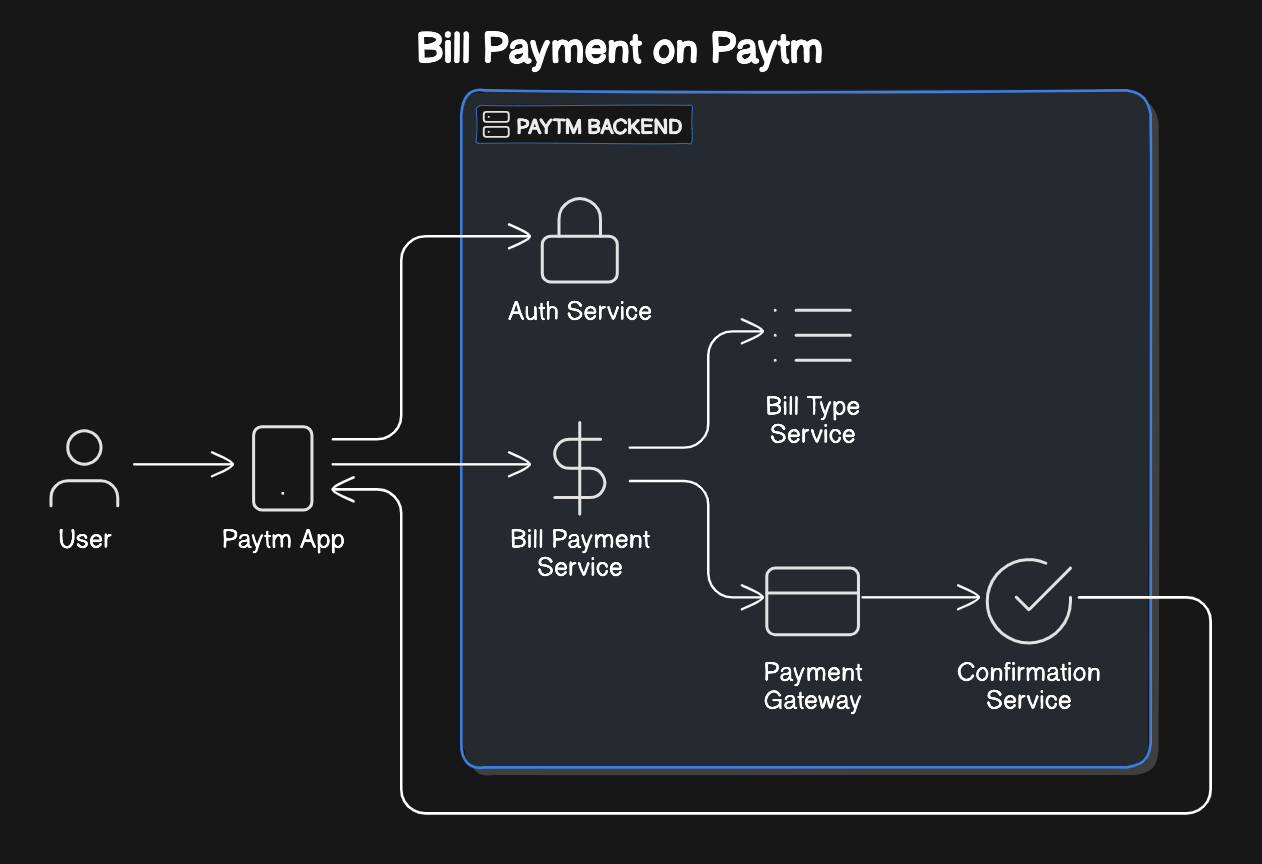 Bill Payment on Paytm
PAYTM BACKEND
Auth Service
Bill Type
Service
User
Paytm App
Bill Payment
Service
Payment
Gateway
Confirmation
Service